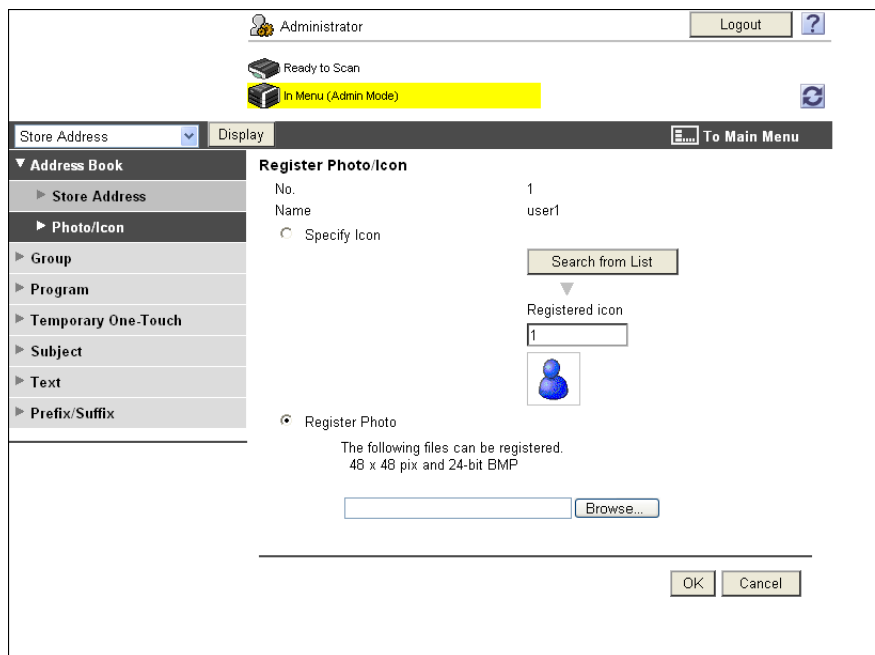 Administrator
Logout
?
Ready to Scan
In Menu (Admin Mode)
Store Address
Display
To Main Menu
Address Book
Store Address
Photo/Icon
Group
Program
Temporary One-Touch
Subject
Text
Prefix/Suffix
Register Photo/Icon
No. 1
Name user1
Specify Icon
Search from List
Registered icon
1
Register Photo
The following files can be registered.
48 x 48 pix and 24-bit BMP
Browse...
OK Cancel